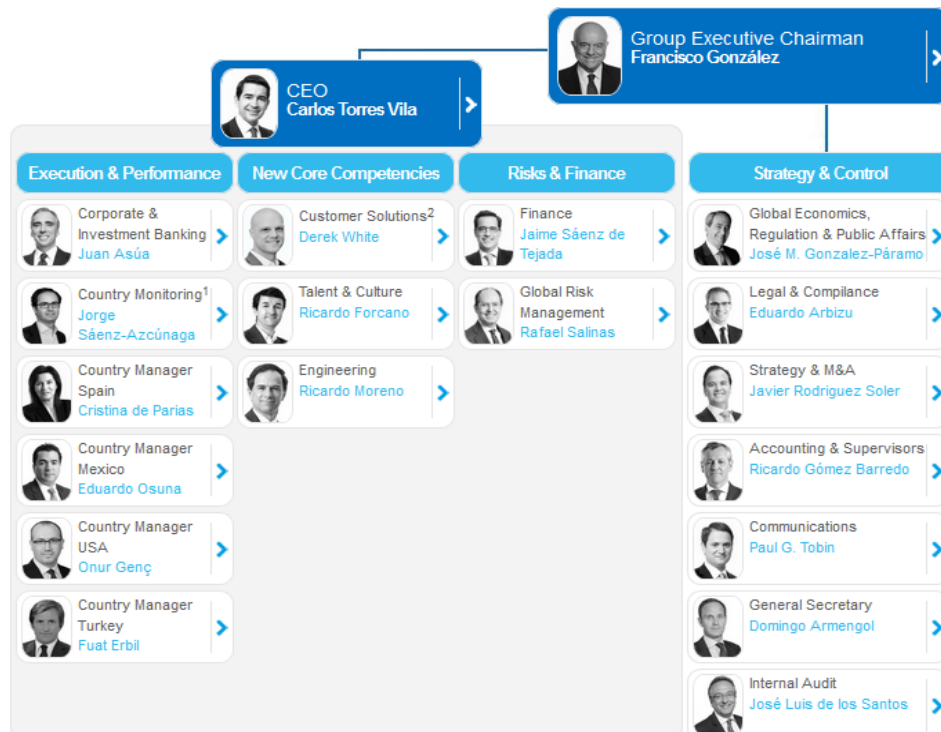 Group Executive Chairman
Francisco González
CEO
Carlos Torres Vila
Execution & Performance
New Core Competencies
Risks & Finance
Strategy & Control
Corporate &
Investment Banking
Juan Asúa
Country Monitoring1
Jorge
Sáenz-Azcúnaga
Country Manager
Spain
Cristina de Parias
Country Manager
Mexico
Eduardo Osuna
Country Manager
USA
Onur Genç
Country Manager
Turkey
Fuat Erbil
Customer Solutions2
Derek White
Talent & Culture
Ricardo Forcano
Engineering
Ricardo Moreno
Finance
Jaime Sáenz de
Tejada
Global Risk
Management
Rafael Salinas
Global Economics,
Regulation & Public Affairs
José M. Gonzalez-Páramo
Legal & Compilance
Eduardo Arbizu
Strategy & M&A
Javier Rodriguez Soler
Accounting & Supervisors
Ricardo Gómez Barredo
Communications
Paul G. Tobin
General Secretary
Domingo Armengol
Internal Audit
José Luis de los Santos